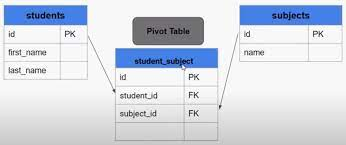 students
id PK
first_name
last_name
Pivot Table
student_subject
id PK
student_id FK
subject_id FK
subjects
id PK
name